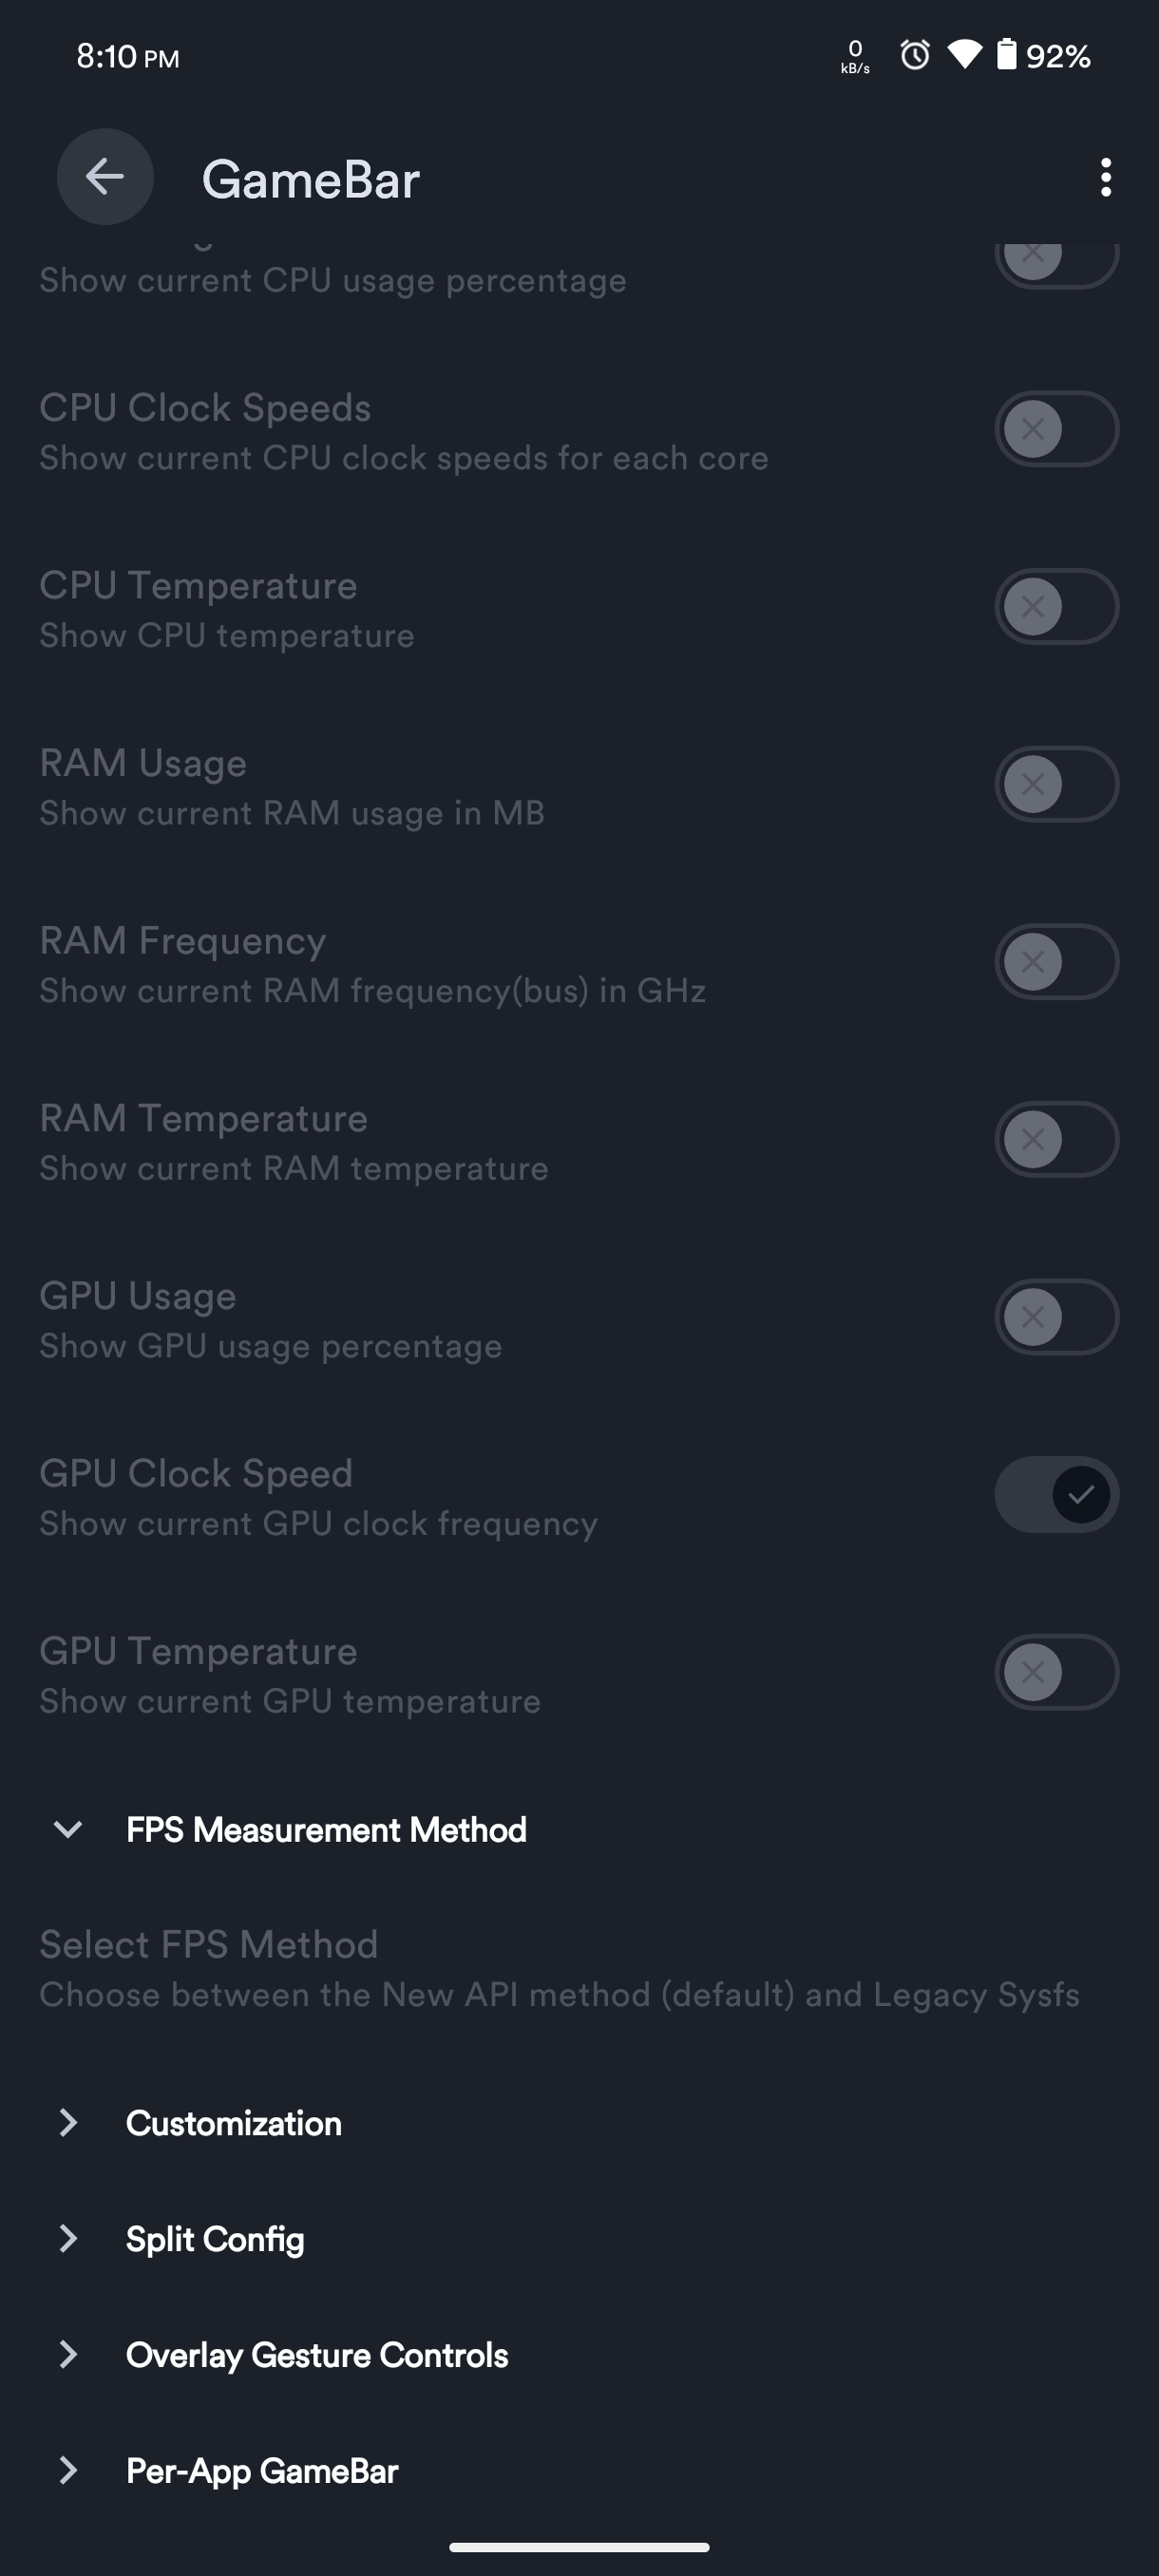 8:10 PM
0
kB/s
92%
GameBar
Show current CPU usage percentage
CPU Clock Speeds
Show current CPU clock speeds for each core
CPU Temperature
Show CPU temperature
RAM Usage
Show current RAM usage in MB
RAM Frequency
Show current RAM frequency(bus) in GHz
RAM Temperature
Show current RAM temperature
GPU Usage
Show GPU usage percentage
GPU Clock Speed
Show current GPU clock frequency
GPU Temperature
Show current GPU temperature
FPS Measurement Method
Select FPS Method
Choose between the New API method (default) and Legacy Sysfs
Customization
Split Config
Overlay Gesture Controls
Per-App GameBar